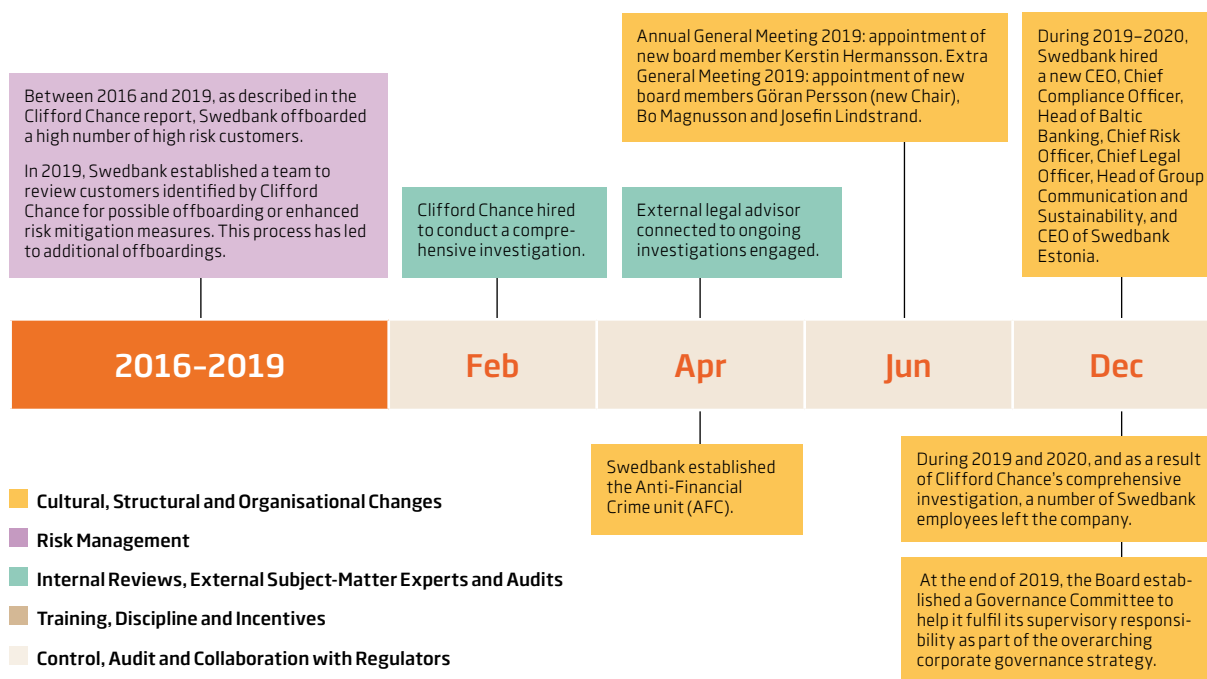 Between 2016 and 2019, as described in the
Clifford Chance report, Swedbank offboarded
a high number of high risk customers.
In 2019, Swedbank established a team to
review customers identified by Clifford
Chance for possible offboarding or enhanced
risk mitigation measures. This process has led
to additional offboardings.
Clifford Chance hired
to conduct a compre-
hensive investigation.
Annual General Meeting 2019: appointment of
new board member Kerstin Hermansson. Extra
General Meeting 2019: appointment of new
board members Göran Persson (new Chair),
Bo Magnusson and Josefin Lindstrand.
External legal advisor
connected to ongoing
investigations engaged.
During 2019–2020,
Swedbank hired
a new CEO, Chief
Compliance Officer,
Head of Baltic
Banking, Chief Risk
Officer, Chief Legal
Officer, Head of Group
Communication and
Sustainability, and
CEO of Swedbank
Estonia.
2016–2019
Feb
Apr
Jun
Dec
Swedbank established
the Anti-Financial
Crime unit (AFC).
During 2019 and 2020, and as a result
of Clifford Chance's comprehensive
investigation, a number of Swedbank
employees left the company.
At the end of 2019, the Board estab-
lished a Governance Committee to
help it fulfil its supervisory responsi-
bility as part of the overarching
corporate governance strategy.
Cultural, Structural and Organisational Changes
Risk Management
Internal Reviews, External Subject-Matter Experts and Audits
Training, Discipline and Incentives
Control, Audit and Collaboration with Regulators